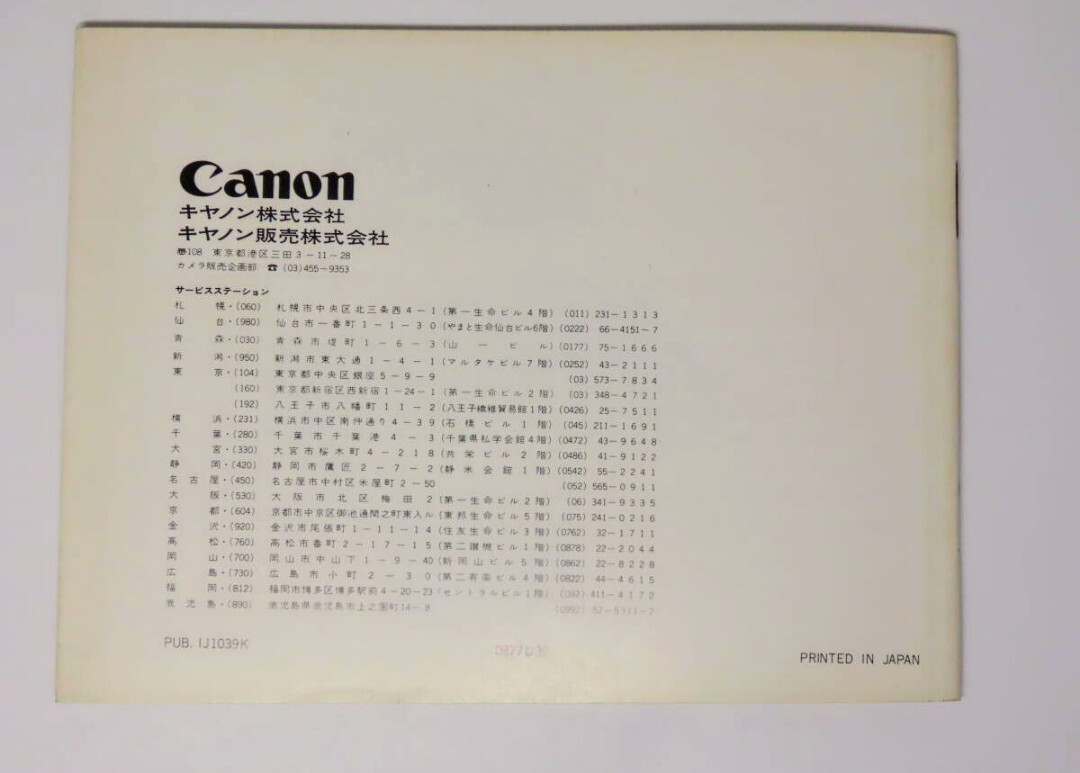 Canon
キヤノン株式会社
キヤノン販売株式会社
〒108 東京都港区三田3-11-28
カメラ販売企画部 ☎ (03)455-9353
サービスステーション
札幌・(060) 札幌市中央区北三条西4-1(第一生命ビル4階) (011) 231-1313
仙台・(980) 仙台市一番町1-1-30(やまと生命仙台ビル6階) (0222) 66-4151-7
青森・(030) 青森市堤町1-6-3(山一ビル) (0177) 75-1666
新潟・(950) 新潟市東大通1-4-1(マルタケビル7階) (0252) 43-2111
東京・(104) 東京都中央区銀座5-9-9 (03) 573-7834
(160) 東京都新宿区西新宿1-24-1(第一生命ビル2階) (03) 348-4721
(192) 八王子市八幡町11-2(八王子繊維貿易館1階) (0426) 25-7511
横浜・(231) 横浜市中区南仲通り4-39(石橋ビル1階) (045) 211-1691
千葉・(280) 千葉市千葉港4-3(千葉県私学会館4階) (0472) 43-9648
大宮・(330) 大宮市桜木町4-218(共栄ビル2階) (0486) 41-9122
静岡・(420) 静岡市鷹匠2-7-2(静米会館1階) (0542) 55-2241
名古屋・(450) 名古屋市中村区米屋町2-50 (052) 565-0911
大阪・(530) 大阪市北区梅田2(第一生命ビル2階) (06) 341-9335
京都・(604) 京都市中京区御池通間之町東入ル(東邦生命ビル5階) (075) 241-0216
金沢・(920) 金沢市尾張町1-11-14(住友生命ビル3階) (0762) 32-1711
高松・(760) 高松市番町2-17-15(第二讃機ビル1階) (0878) 22-2044
岡山・(700) 岡山市中山下1-9-40(新岡山ビル5階) (0862) 22-8228
広島・(730) 広島市小町2-30(第二有楽ビル4階) (0822) 44-4615
福岡・(812) 福岡市博多区博多駅前4-20-23(セントラルビル1階) (092) 411-4172
鹿児島・(890) 鹿児島県鹿児島市上之園町14-8 (0992) 52-5311-2
PUB. IJ1039K
PRINTED IN JAPAN